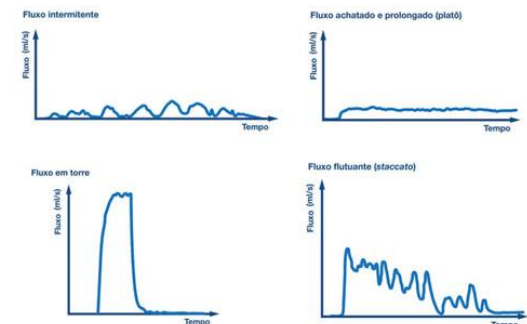 Fluxo intermitente
Fluxo (ml/s)
Tempo
Fluxo achatado e prolongado (platô)
Fluxo (ml/s)
Tempo
Fluxo em torre
Fluxo (ml/s)
Tempo
Fluxo flutuante (staccato)
Fluxo (ml/s)
Tempo